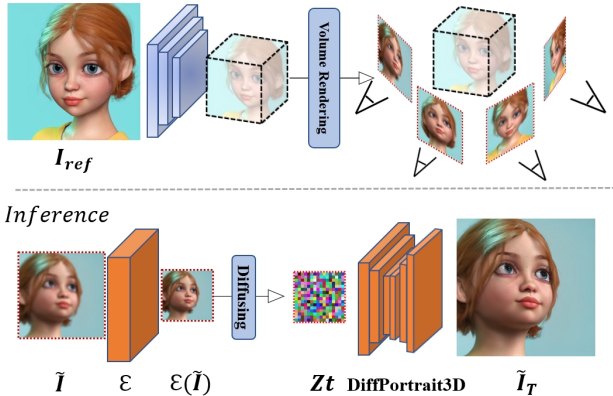 Volume Rendering
I_ref
Inference
Diffusing
Ĩ
ε
ε(Ĩ)
Zt
DiffPortrait3D
Ĩ_T